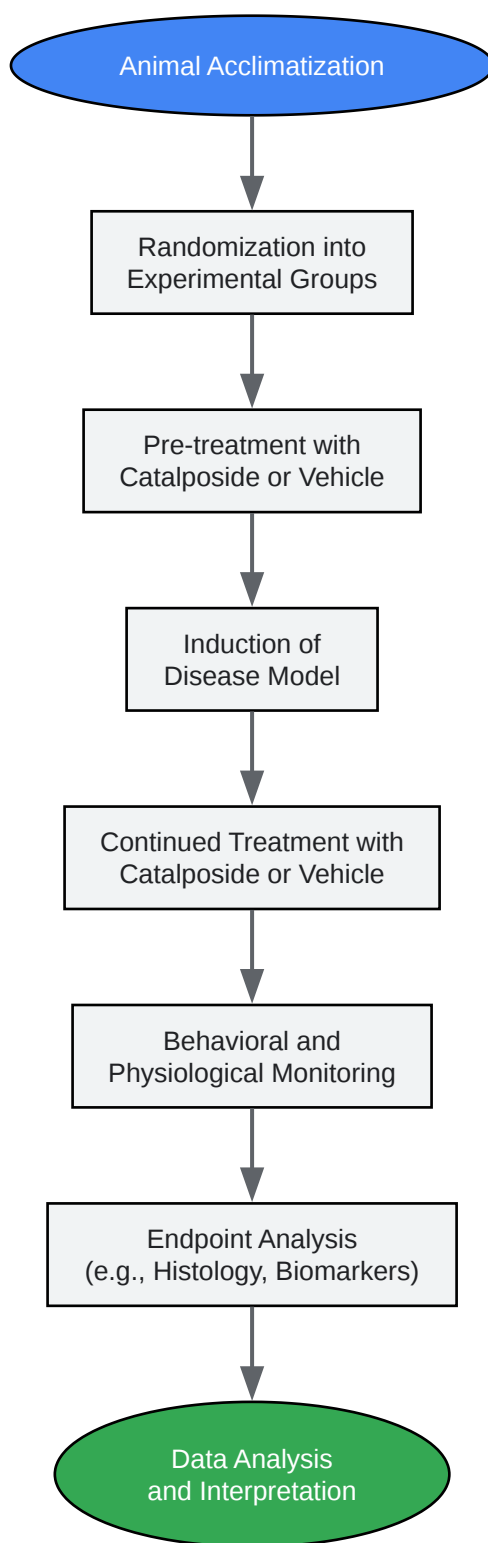 Animal Acclimatization
Randomization into
Experimental Groups
Pre-treatment with
Catalposide or Vehicle
Induction of
Disease Model
Continued Treatment with
Catalposide or Vehicle
Behavioral and
Physiological Monitoring
Endpoint Analysis
(e.g., Histology, Biomarkers)
Data Analysis
and Interpretation